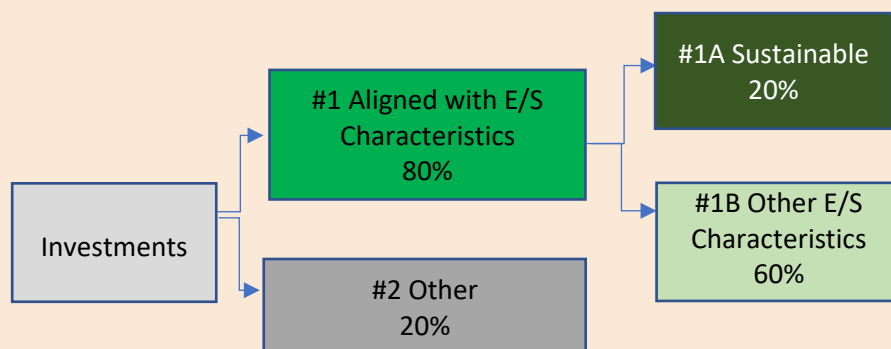 Investments
#1 Aligned with E/S
Characteristics
80%
#2 Other
20%
#1A Sustainable
20%
#1B Other E/S
Characteristics
60%